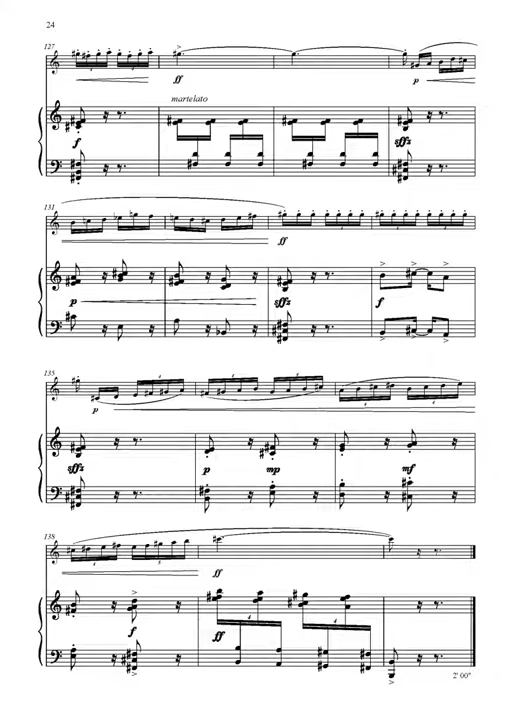 24
127
ff p
martelato
f sffz
131
ff
p sffz f
135
p
sffz p mp mf
138
ff
f ff
2' 00"